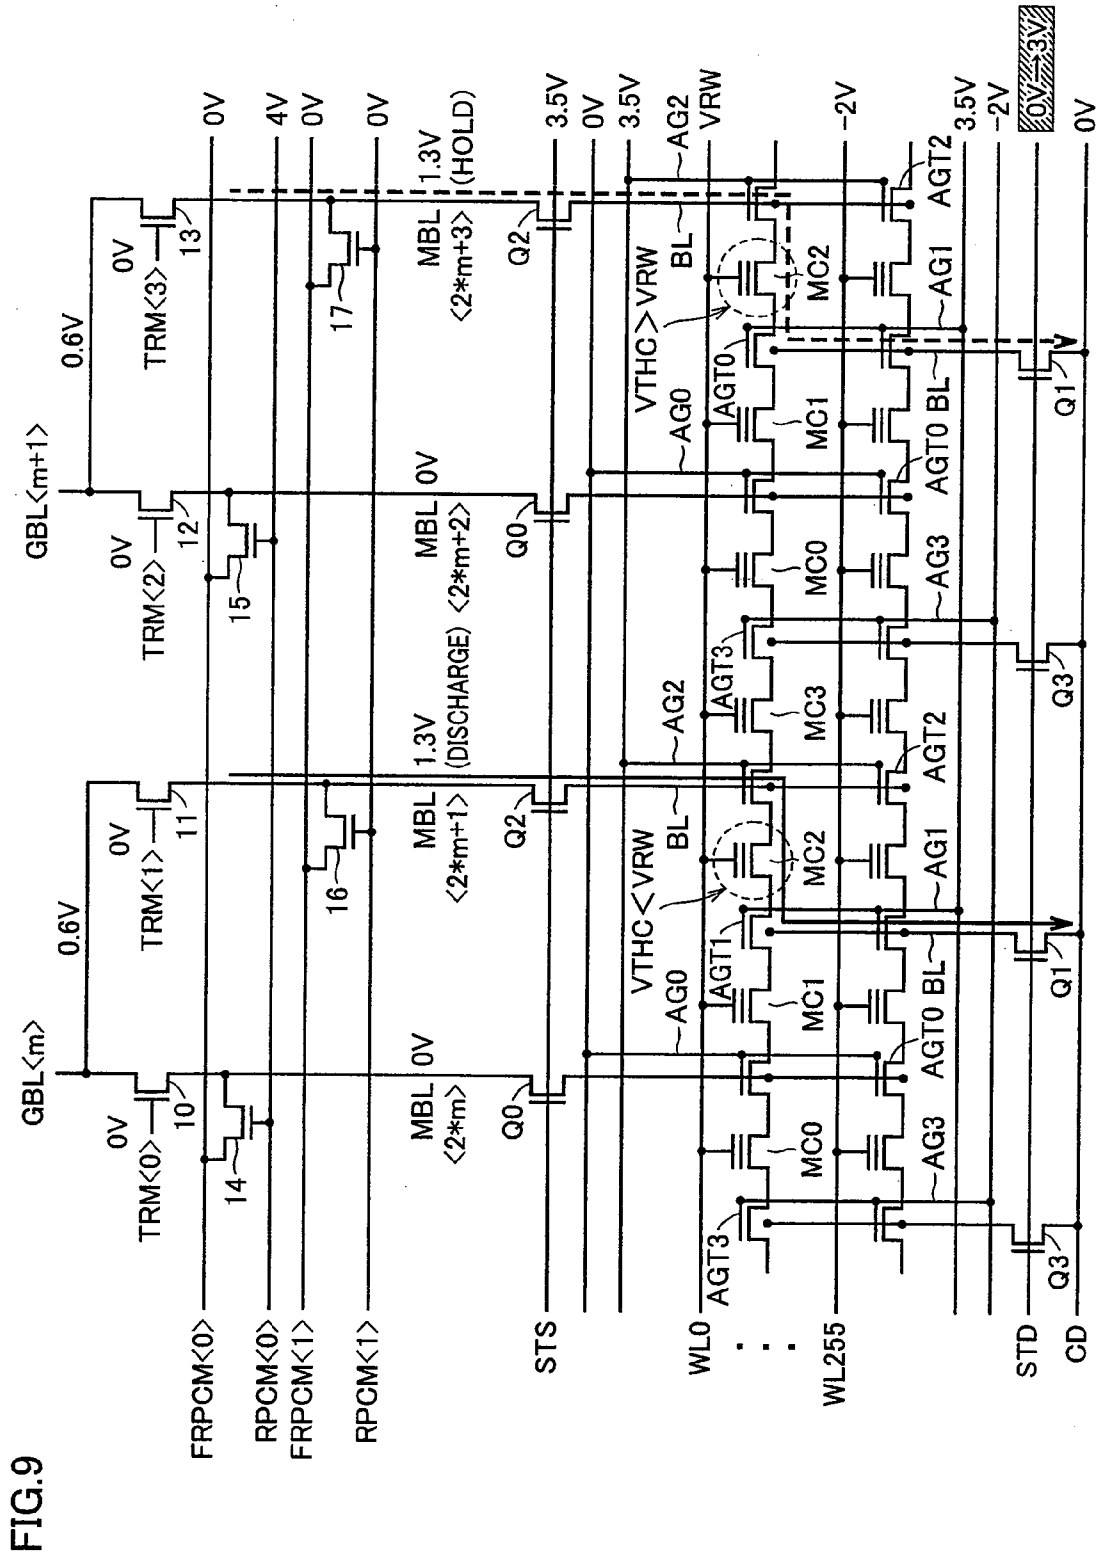 FIG.9
GBL<m>
GBL<m+1>
0.6V
0.6V
0V
TRM<0>
10
0V
TRM<1>
11
0V
TRM<2>
12
0V
TRM<3>
13
FRPCM<0>
0V
14
15
RPCM<0>
4V
FRPCM<1>
0V
16
17
RPCM<1>
0V
MBL 0V
<2*m>
1.3V
MBL (DISCHARGE)
<2*m+1>
MBL 0V
<2*m+2>
1.3V
MBL (HOLD)
<2*m+3>
Q0
Q2
Q0
Q2
STS
3.5V
0V
3.5V
AG0
VTHC<VRW
BL
AG2
AG0
VTHC>VRW
BL
AG2
WL0
VRW
AGT3
AGT1
AGT3
AGT0
MC0
MC1
MC2
MC3
MC0
MC1
MC2
WL255
-2V
AG3
AGT0
BL
AG1
AGT2
AG3
AGT0
BL
AG1
AGT2
3.5V
-2V
STD
0V→3V
Q3
Q1
Q3
Q1
CD
0V